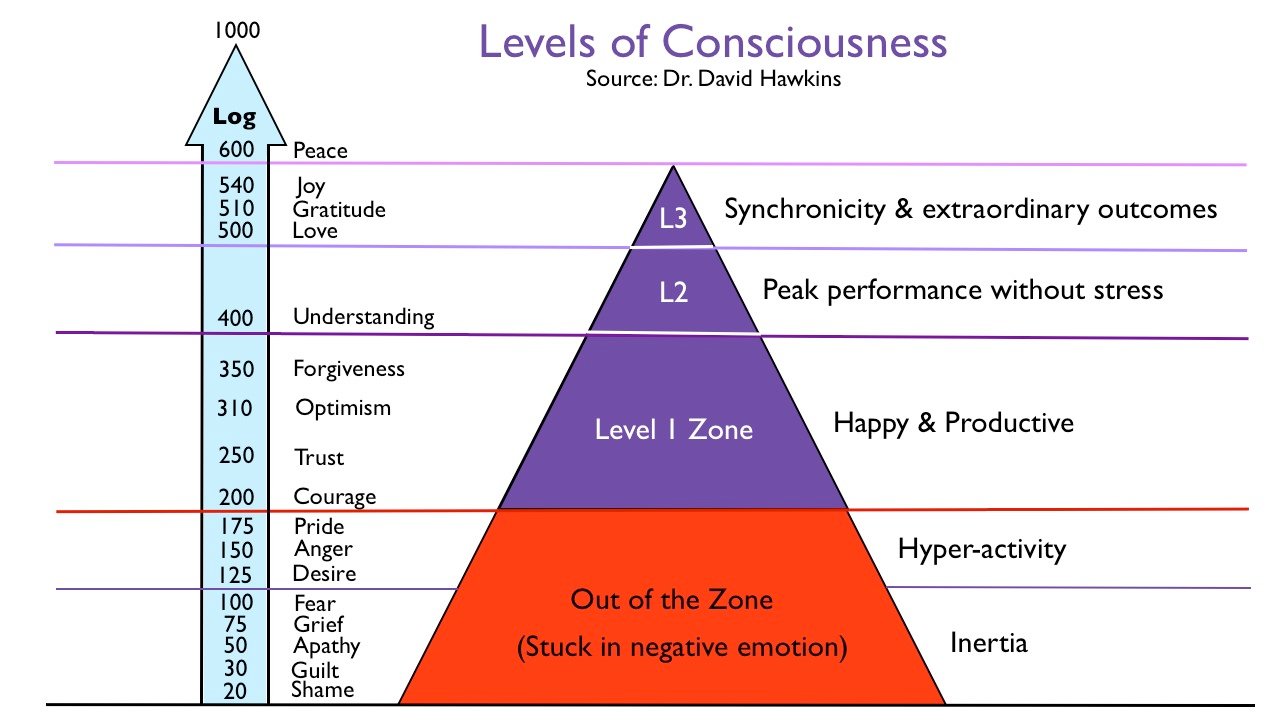 Levels of Consciousness
Source: Dr. David Hawkins
1000
Log
600 Peace
540 Joy
510 Gratitude
500 Love
L3
Synchronicity & extraordinary outcomes
400 Understanding
L2
Peak performance without stress
350 Forgiveness
310 Optimism
250 Trust
200 Courage
Level 1 Zone
Happy & Productive
175 Pride
150 Anger
125 Desire
Hyper-activity
100 Fear
75 Grief
50 Apathy
30 Guilt
20 Shame
Out of the Zone
(Stuck in negative emotion)
Inertia